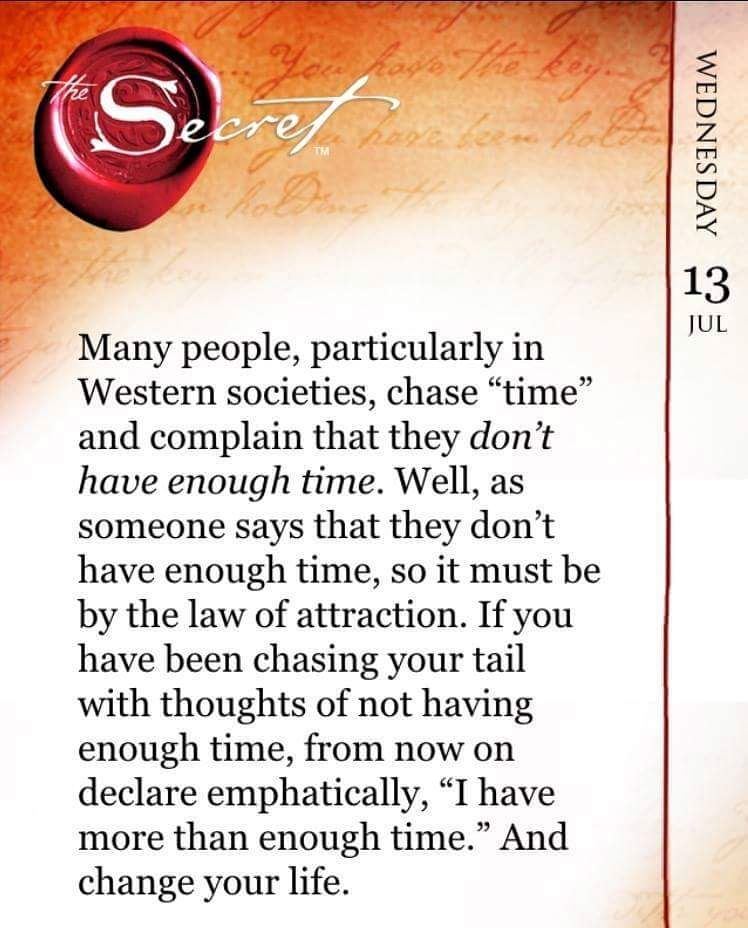 The Secret™
WEDNESDAY
13
JUL
Many people, particularly in
Western societies, chase “time”
and complain that they don’t
have enough time. Well, as
someone says that they don’t
have enough time, so it must be
by the law of attraction. If you
have been chasing your tail
with thoughts of not having
enough time, from now on
declare emphatically, “I have
more than enough time.” And
change your life.